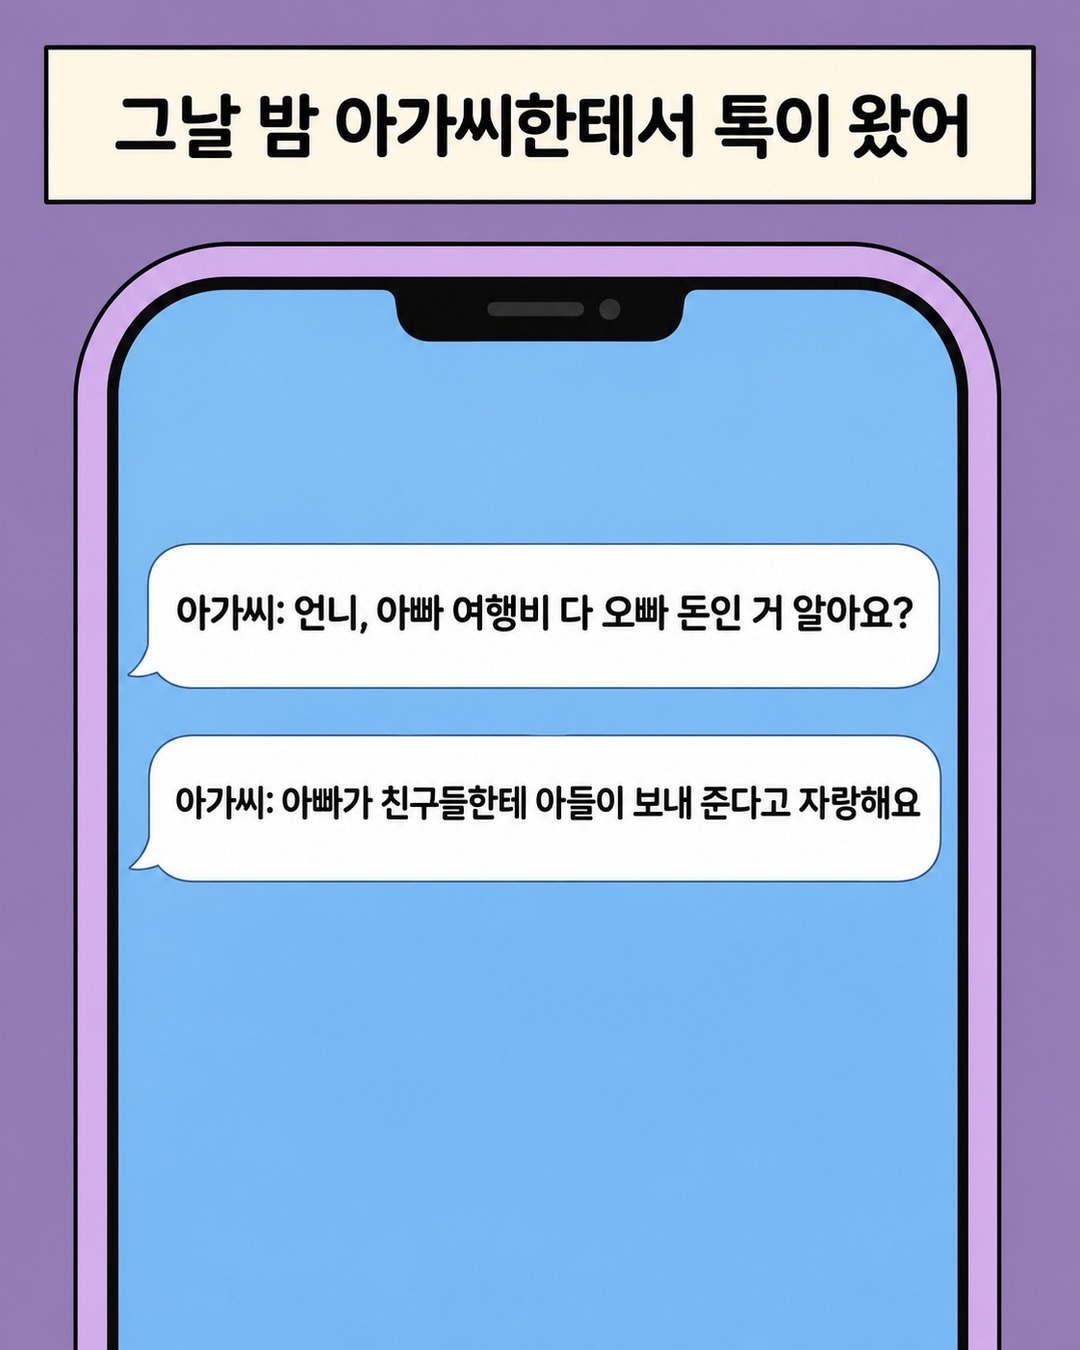 그날 밤 아가씨한테서 톡이 왔어
아가씨: 언니, 아빠 여행비 다 오빠 돈인 거 알아요?
아가씨: 아빠가 친구들한테 아들이 보내 준다고 자랑해요